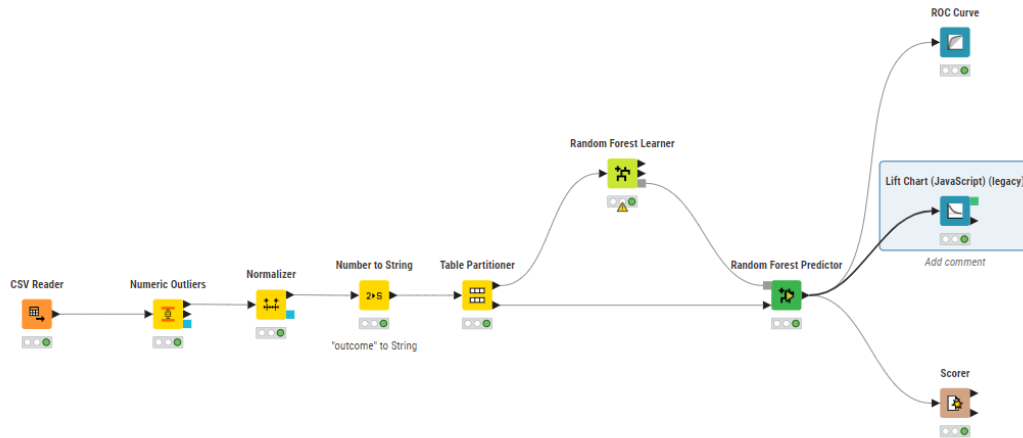 ROC Curve
Random Forest Learner
Lift Chart (JavaScript) (legacy)
Add comment
CSV Reader
Numeric Outliers
Normalizer
Number to String
2 S
"outcome" to String
Table Partitioner
Random Forest Predictor
Scorer